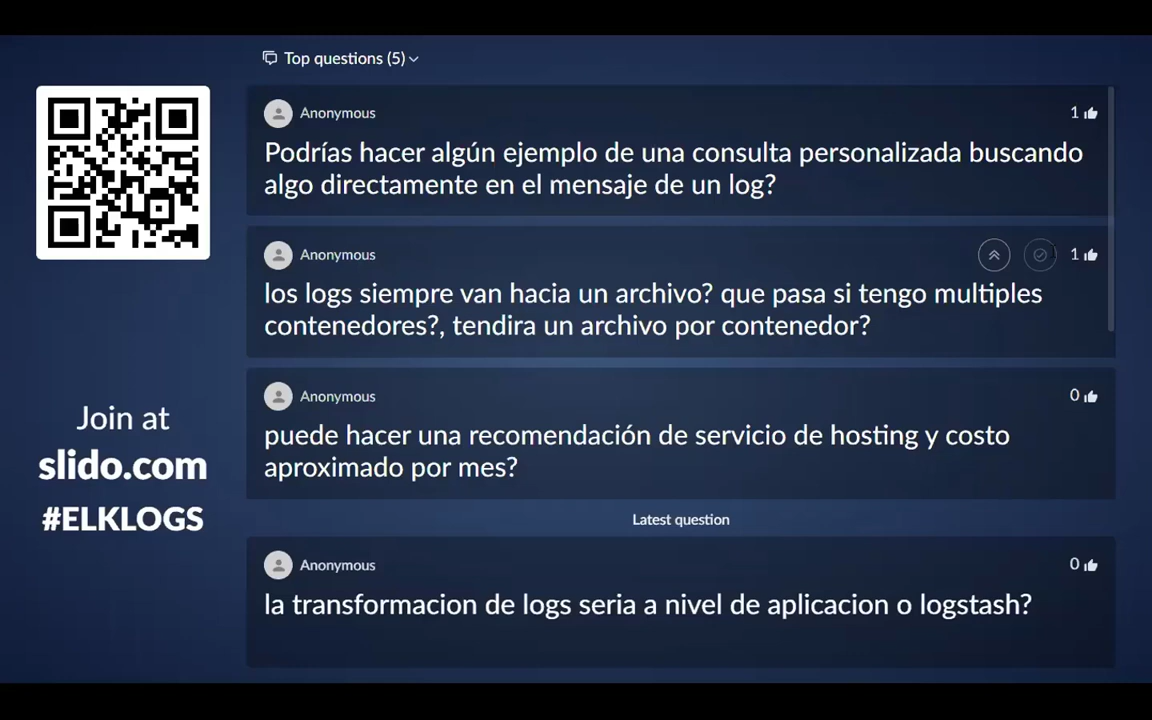 Top questions (5)
Anonymous
1
Podrías hacer algún ejemplo de una consulta personalizada buscando
algo directamente en el mensaje de un log?
Anonymous
1
los logs siempre van hacia un archivo? que pasa si tengo multiples
contenedores?, tendira un archivo por contenedor?
Anonymous
0
puede hacer una recomendación de servicio de hosting y costo
aproximado por mes?
Latest question
Anonymous
0
la transformacion de logs seria a nivel de aplicacion o logstash?
Join at
slido.com
#ELKLOGS